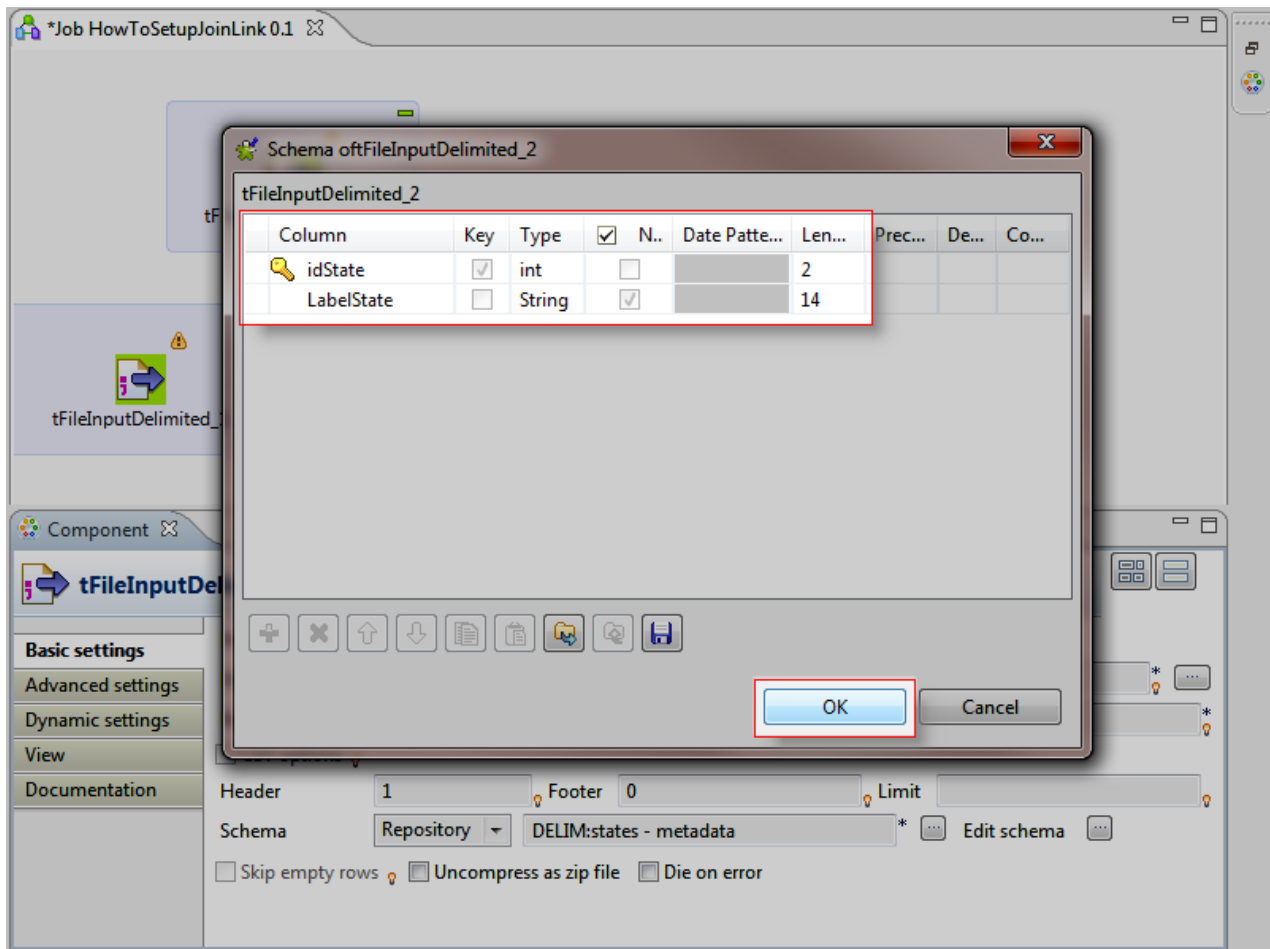 *Job HowToSetupJoinLink 0.1
Schema oftFileInputDelimited_2
tFileInputDelimited_2
Column Key Type N.. Date Patte... Len... Prec... De... Co...
idState int 2
LabelState String 14
tF
tFileInputDelimited_
OK Cancel
Component
tFileInputDel
Basic settings
Advanced settings
Dynamic settings
View
Documentation
Header 1 Footer 0 Limit
Schema Repository DELIM:states - metadata * ... Edit schema ...
Skip empty rows Uncompress as zip file Die on error